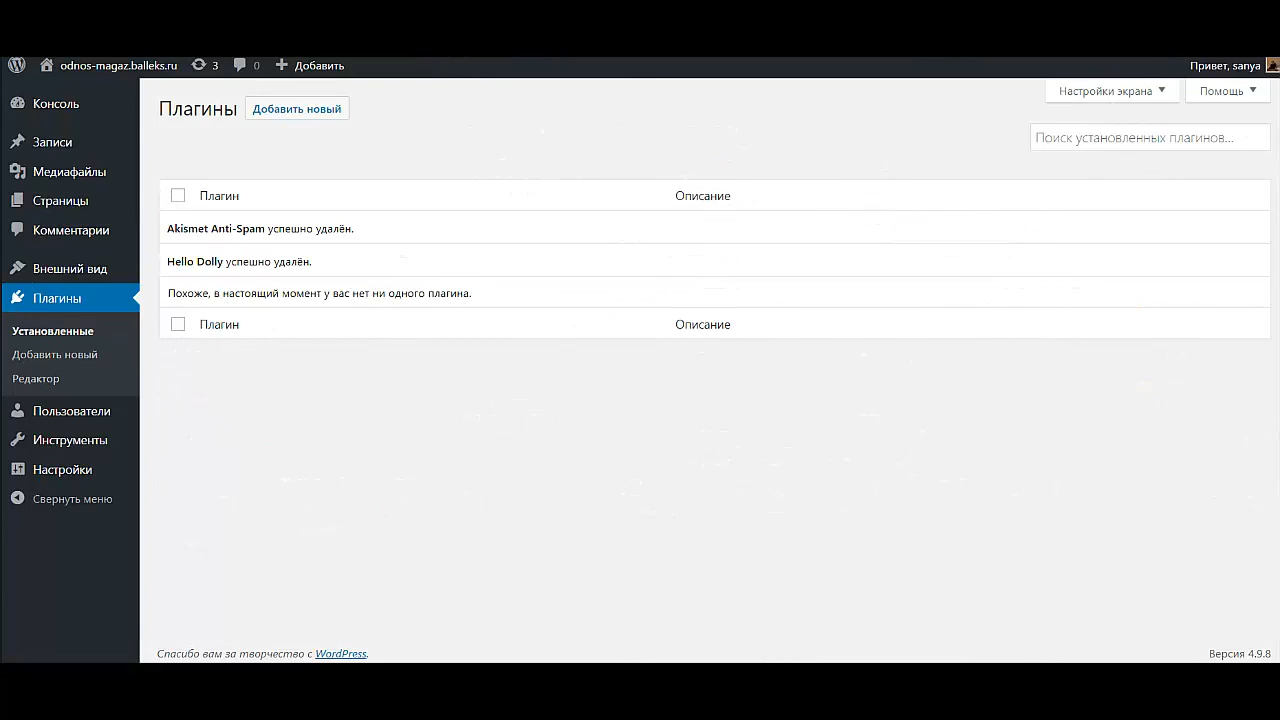 odnos-magaz.balleks.ru 3 0 Добавить Привет, sanya
Консоль
Записи
Медиафайлы
Страницы
Комментарии
Внешний вид
Плагины
Установленные
Добавить новый
Редактор
Пользователи
Инструменты
Настройки
Свернуть меню
Настройки экрана Помощь
Плагины Добавить новый
Поиск установленных плагинов...
Плагин Описание
Akismet Anti-Spam успешно удалён.
Hello Dolly успешно удалён.
Похоже, в настоящий момент у вас нет ни одного плагина.
Плагин Описание
Спасибо вам за творчество с WordPress. Версия 4.9.8